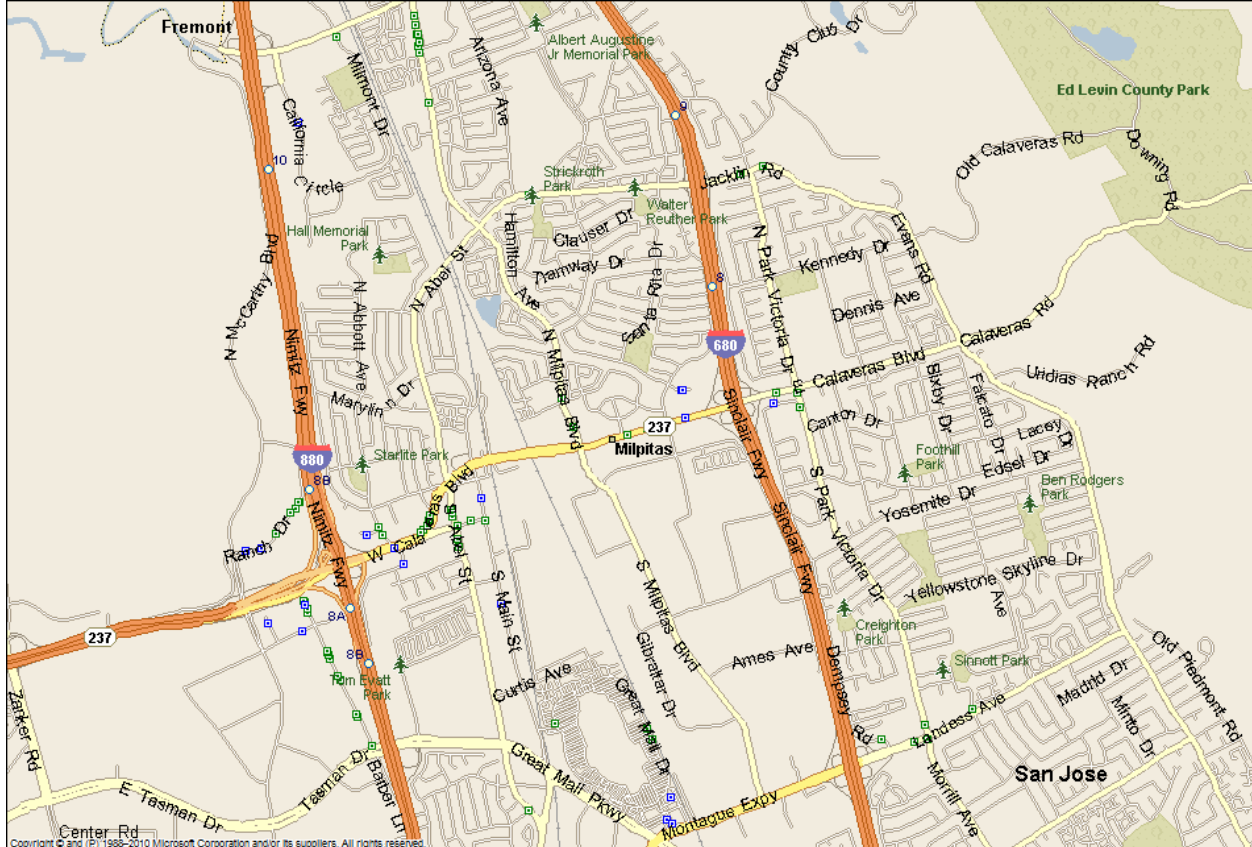 Fremont
Albert Augustine
Jr Memorial Park
Arizona Ave
Milmont Dr
County Club Dr
Ed Levin County Park
California Circle
9
10
Old Calaveras Rd
Downing Rd
Strickroth
Park
Jacklin Rd
Walter
Reuther Park
Hall Memorial
Park
Hamilton Ave
Clauser Dr
Tramway Dr
Santa Rita Dr
N Park Victoria Dr
Kennedy Dr
Evans Rd
N McCarthy Blvd
N Abel St
N Abbott Ave
8
Dennis Ave
Calaveras Rd
Nimitz Fwy
N Milpitas Blvd
680
Calaveras Blvd
Uridias Ranch Rd
Marylinn Dr
Sinclair Fwy
Bixby Dr
Falcato Dr
Canton Dr
Lacey Dr
237
Milpitas
880
Starlite Park
8B
Foothill
Park
Edsel Dr
Ben Rodgers
Park
Yosemite Dr
S Park Victoria Dr
Sinclair Fwy
Ranch Dr
Nimitz Fwy
W Calaveras Blvd
S Abel St
S Main St
S Milpitas Blvd
Yellowstone Ave
Skyline Dr
237
8A
Creighton
Park
8B
Tom Evatt
Park
Gibraltar Dr
Ames Ave
Sinnott Park
Old Piedmont Rd
Curtis Ave
Great Mall Dr
Dempsey Rd
Madrid Dr
Minto Dr
Landess Ave
Zanker Rd
Tasman Dr
Barber Ln
Great Mall Pkwy
San Jose
E Tasman Dr
Montague Expy
Morrill Ave
Center Rd
Copyright © and (P) 1988–2010 Microsoft Corporation and/or its suppliers. All rights reserved.